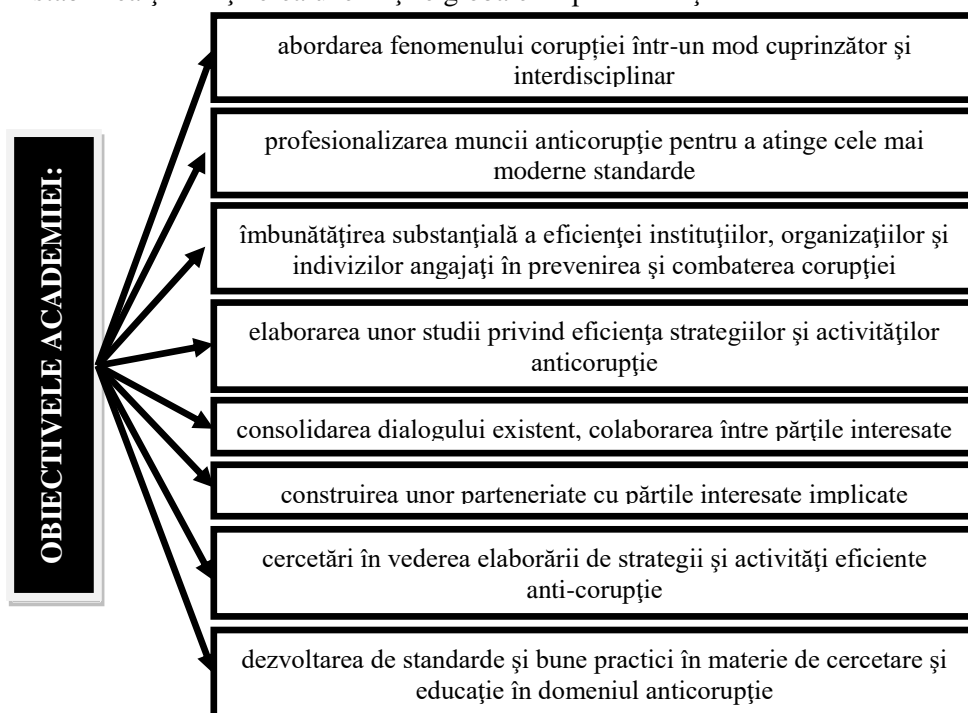 OBIECTIVELE ACADEMIEI:
abordarea fenomenului corupției într-un mod cuprinzător şi
interdisciplinar
profesionalizarea muncii anticorupţie pentru a atinge cele mai
moderne standarde
îmbunătăţirea substanţială a eficienţei instituţiilor, organizaţiilor şi
indivizilor angajaţi în prevenirea şi combaterea corupţiei
elaborarea unor studii privind eficienţa strategiilor şi activităţilor
anticorupţie
consolidarea dialogului existent, colaborarea între părţile interesate
construirea unor parteneriate cu părţile interesate implicate
cercetări în vederea elaborării de strategii şi activităţi eficiente
anti-corupţie
dezvoltarea de standarde şi bune practici în materie de cercetare şi
educaţie în domeniul anticorupţie